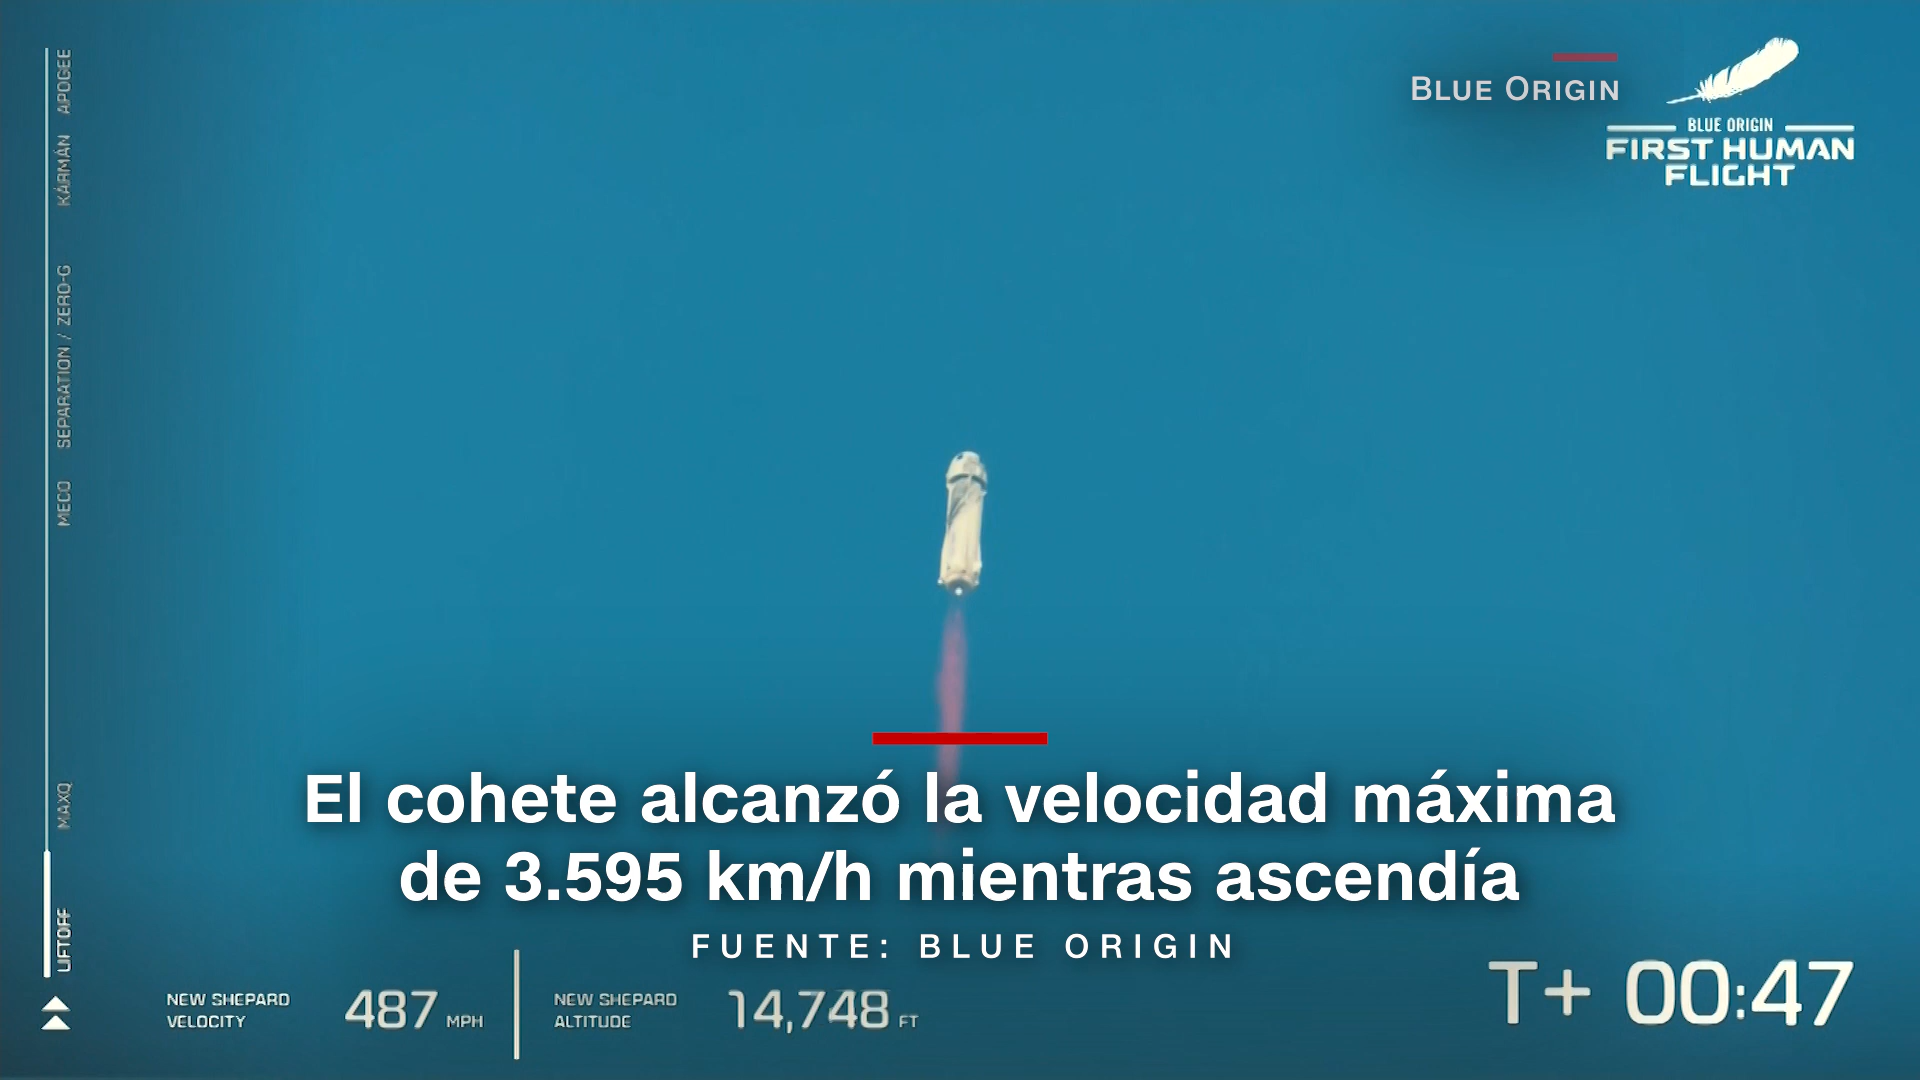 BLUE ORIGIN
BLUE ORIGIN
FIRST HUMAN
FLIGHT
APOGEE
KÁRMÁN
SEPARATION / ZERO-G
MECO
MAXQ
LIFTOFF
El cohete alcanzó la velocidad máxima
de 3.595 km/h mientras ascendía
FUENTE: BLUE ORIGIN
NEW SHEPARD
VELOCITY
487 MPH
NEW SHEPARD
ALTITUDE
14,748 FT
T+ 00:47